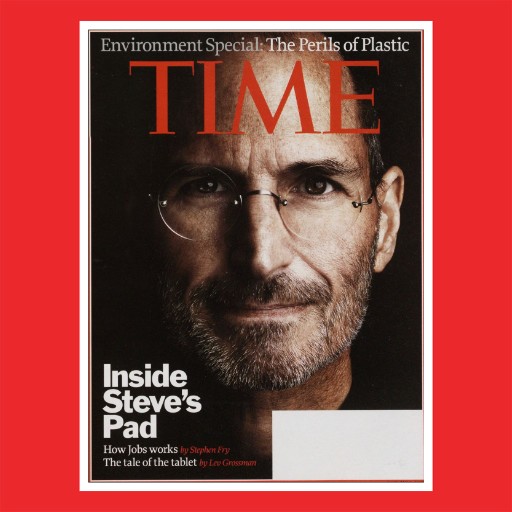 Environment Special: The Perils of Plastic
TIME
Inside
Steve's
Pad
How Jobs works by Stephen Fry
The tale of the tablet by Lev Grossman